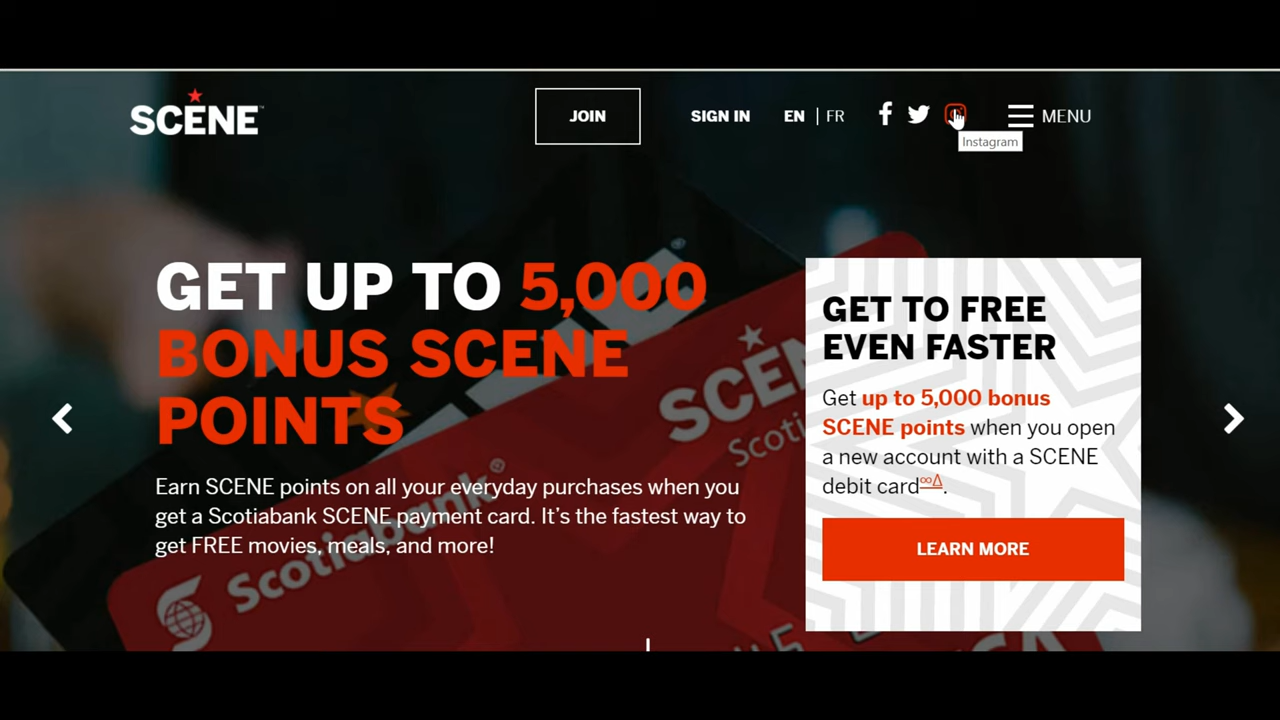 SCENE
JOIN
SIGN IN
EN | FR
MENU
Instagram
GET UP TO 5,000
BONUS SCENE
POINTS
Earn SCENE points on all your everyday purchases when you
get a Scotiabank SCENE payment card. It's the fastest way to
get FREE movies, meals, and more!
GET TO FREE
EVEN FASTER
Get up to 5,000 bonus
SCENE points when you open
a new account with a SCENE
debit card∞Δ.
LEARN MORE
Scotiabank®